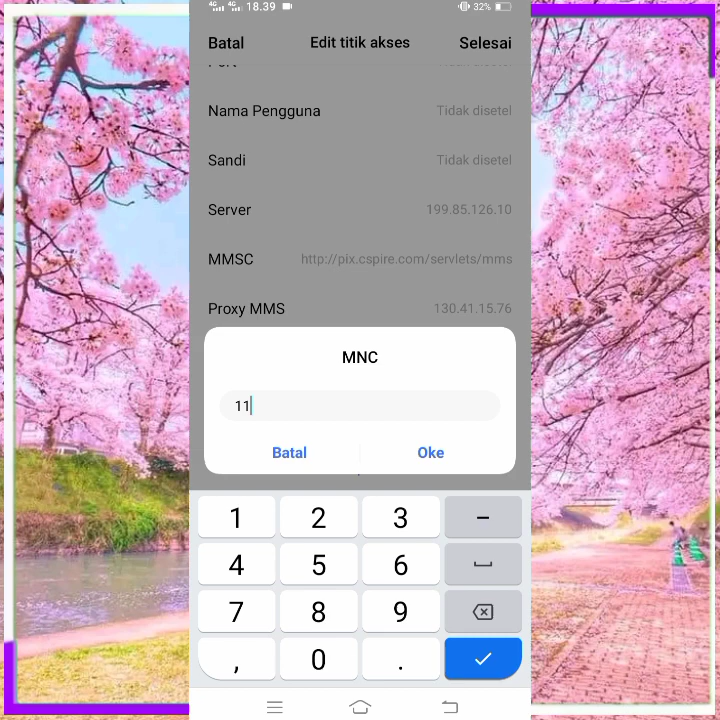 4G 4G 18.39 32%
Batal Edit titik akses Selesai
Nama Pengguna Tidak disetel
Sandi Tidak disetel
Server 199.85.126.10
MMSC http://pix.cspire.com/servlets/mms
Proxy MMS 130.41.15.76
MNC
11
Batal Oke
1 2 3 –
4 5 6
7 8 9
, 0 .